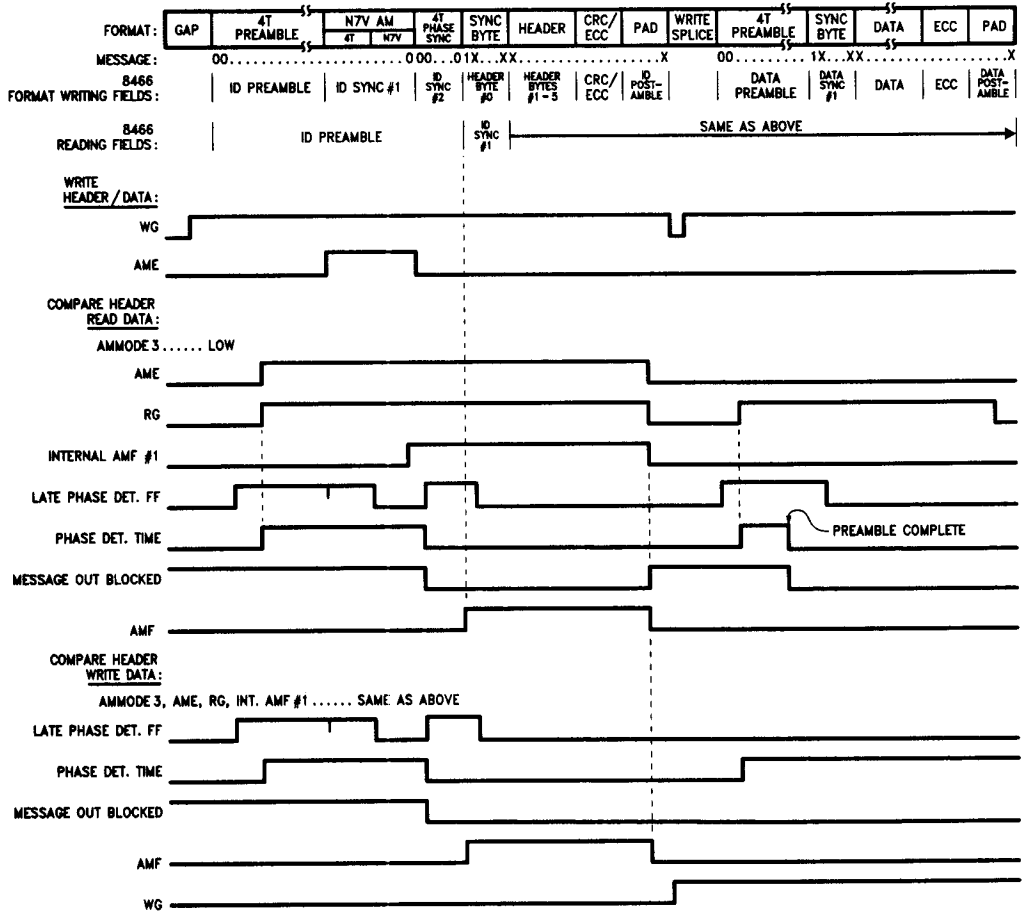 FORMAT: GAP 4T PREAMBLE N7V AM 4T N7V 4T PHASE SYNC SYNC BYTE HEADER CRC/ ECC PAD WRITE SPLICE 4T PREAMBLE SYNC BYTE DATA ECC PAD
MESSAGE: 00..............................0 00..01X...XX..............................X 00..............................1X...XX..............................X
8466 FORMAT WRITING FIELDS: ID PREAMBLE ID SYNC #1 ID SYNC #2 HEADER BYTE #0 HEADER BYTES #1-5 CRC/ ECC ID POST-AMBLE DATA PREAMBLE DATA SYNC #1 DATA ECC DATA POST-AMBLE
8466 READING FIELDS: ID PREAMBLE ID SYNC #1 SAME AS ABOVE
WRITE
HEADER/DATA:
WG
AME
COMPARE HEADER
READ DATA:
AMMODE3......LOW
AME
RG
INTERNAL AMF #1
LATE PHASE DET. FF
PHASE DET. TIME
PREAMBLE COMPLETE
MESSAGE OUT BLOCKED
AMF
COMPARE HEADER
WRITE DATA:
AMMODE 3, AME, RG, INT. AMF #1......SAME AS ABOVE
LATE PHASE DET. FF
PHASE DET. TIME
MESSAGE OUT BLOCKED
AMF
WG